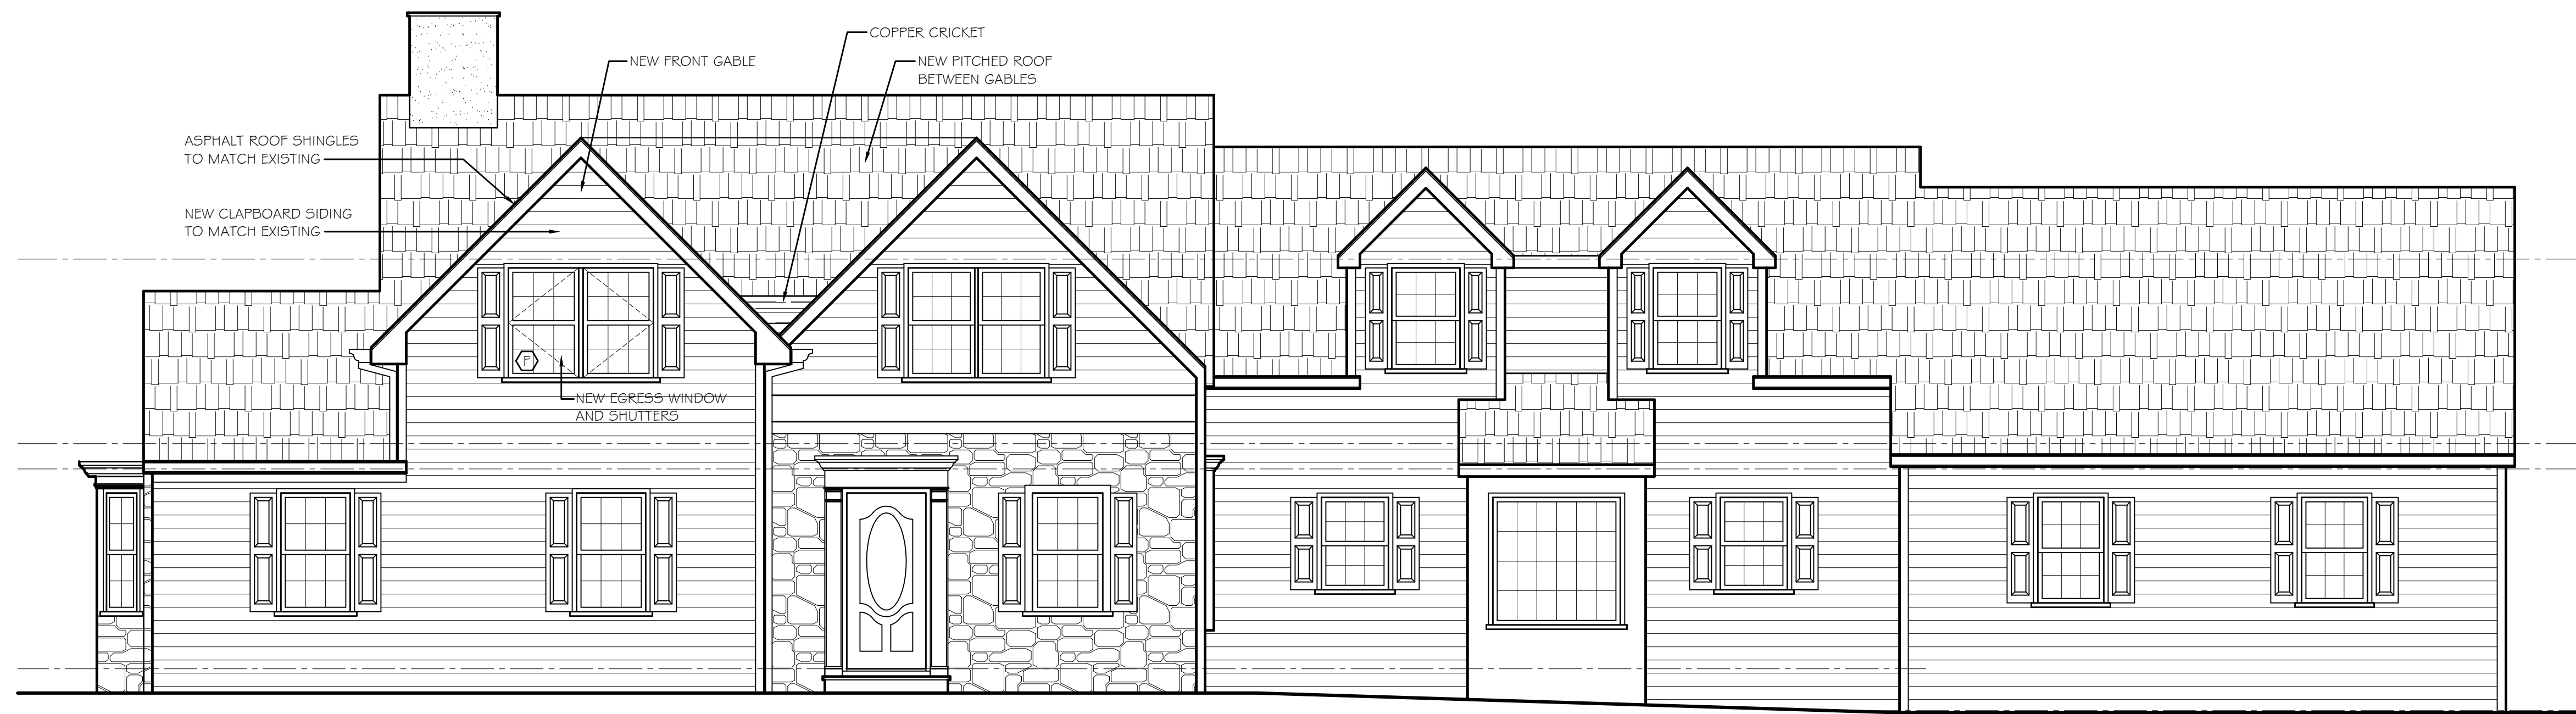 COPPER CRICKET
NEW FRONT GABLE
NEW PITCHED ROOF
BETWEEN GABLES
ASPHALT ROOF SHINGLES
TO MATCH EXISTING
NEW CLAPBOARD SIDING
TO MATCH EXISTING
F
NEW EGRESS WINDOW
AND SHUTTERS